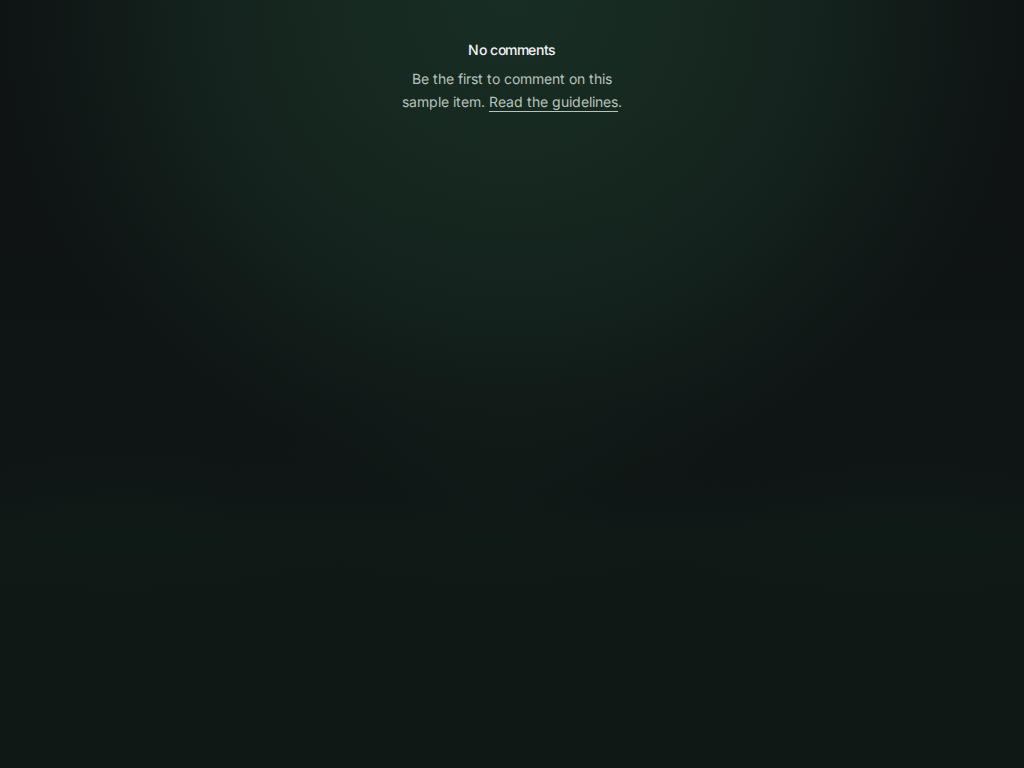 No comments
Be the first to comment on this
sample item. Read the guidelines.